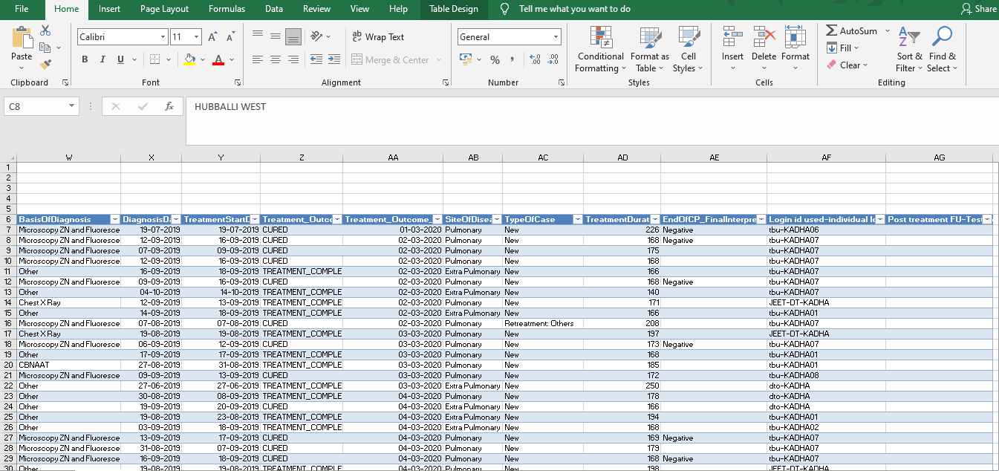 File Home Insert Page Layout Formulas Data Review View Help Table Design Tell me what you want to do Share
Calibri 11 ab Wrap Text General AutoSum
Paste Conditional Format as Cell Insert Delete Format Fill Sort & Find &
B I U A Merge & Center % , Formatting Table Styles Clear Filter Select
Clipboard Font Alignment Number Styles Cells Editing
C8 fx HUBBALLI WEST
W X Y Z AA AB AC AD AE AF AG
1
2
3
4
5
6 BasisOfDiagnosis DiagnosisDa TreatmentStartD Treatment_Outco Treatment_Outcome_ SiteOfDisea TypeOfCase TreatmentDurat EndOfCP_FinalInterpre Login id used-individual lo Post treatment FU-Test
7 Microscopy ZN and Fluoresce 19-07-2019 19-07-2019 CURED 01-03-2020 Pulmonary New 226 Negative tbu-KADHA06
8 Microscopy ZN and Fluoresce 12-09-2019 16-09-2019 CURED 02-03-2020 Pulmonary New 168 Negative tbu-KADHA07
9 Microscopy ZN and Fluoresce 07-09-2019 09-09-2019 CURED 02-03-2020 Pulmonary New 175 tbu-KADHA07
10 Microscopy ZN and Fluoresce 12-09-2019 16-09-2019 CURED 02-03-2020 Pulmonary New 168 tbu-KADHA07
11 Other 16-09-2019 18-09-2019 TREATMENT_COMPLE 02-03-2020 Extra Pulmonary New 166 tbu-KADHA07
12 Microscopy ZN and Fluoresce 09-09-2019 16-09-2019 CURED 02-03-2020 Pulmonary New 168 Negative tbu-KADHA07
13 Other 04-10-2019 14-10-2019 TREATMENT_COMPLE 02-03-2020 Extra Pulmonary New 140 tbu-KADHA07
14 Chest X Ray 12-09-2019 13-09-2019 TREATMENT_COMPLE 02-03-2020 Pulmonary New 171 JEET-DT-KADHA
15 Other 14-09-2019 18-09-2019 TREATMENT_COMPLE 02-03-2020 Extra Pulmonary New 166 tbu-KADHA01
16 Microscopy ZN and Fluoresce 07-08-2019 07-08-2019 CURED 02-03-2020 Pulmonary Retreatment: Others 208 tbu-KADHA07
17 Chest X Ray 19-08-2019 19-08-2019 TREATMENT_COMPLE 03-03-2020 Pulmonary New 197 JEET-DT-KADHA
18 Microscopy ZN and Fluoresce 06-09-2019 12-09-2019 CURED 03-03-2020 Pulmonary New 173 Negative tbu-KADHA07
19 Other 17-09-2019 17-09-2019 TREATMENT_COMPLE 03-03-2020 Pulmonary New 168 tbu-KADHA01
20 CBNAAT 27-08-2019 31-08-2019 TREATMENT_COMPLE 03-03-2020 Pulmonary New 185 tbu-KADHA01
21 Microscopy ZN and Fluoresce 09-09-2019 13-09-2019 CURED 03-03-2020 Pulmonary New 172 tbu-KADHA08
22 Other 27-06-2019 27-06-2019 TREATMENT_COMPLE 03-03-2020 Extra Pulmonary New 250 dto-KADHA
23 Other 30-08-2019 08-09-2019 TREATMENT_COMPLE 04-03-2020 Pulmonary New 178 dto-KADHA
24 Other 19-09-2019 20-09-2019 CURED 04-03-2020 Extra Pulmonary New 166 dto-KADHA
25 Other 19-08-2019 23-08-2019 TREATMENT_COMPLE 04-03-2020 Extra Pulmonary New 194 tbu-KADHA01
26 Other 03-09-2019 18-09-2019 TREATMENT_COMPLE 04-03-2020 Extra Pulmonary New 168 tbu-KADHA02
27 Microscopy ZN and Fluoresce 13-09-2019 17-09-2019 CURED 04-03-2020 Pulmonary New 169 Negative tbu-KADHA07
28 Microscopy ZN and Fluoresce 31-08-2019 07-09-2019 CURED 04-03-2020 Pulmonary New 179 tbu-KADHA07
29 Microscopy ZN and Fluoresce 16-09-2019 18-09-2019 CURED 04-03-2020 Pulmonary New 168 Negative tbu-KADHA07
30 Other 19-08-2019 19-08-2019 TREATMENT_COMPLE 04-03-2020 Pulmonary New 198 JEET-DT-KADHA